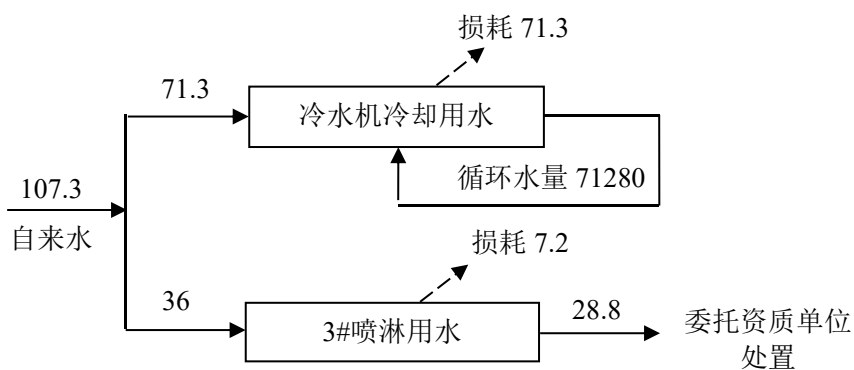 损耗 71.3
71.3
冷水机冷却用水
循环水量 71280
107.3
自来水
损耗 7.2
36
3#喷淋用水
28.8
委托资质单位
处置